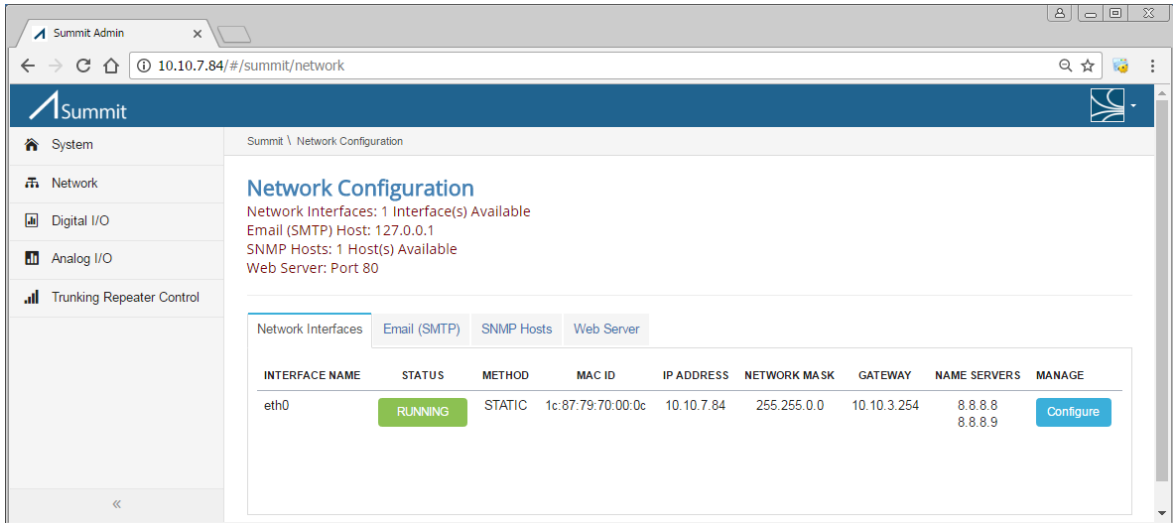 Summit Admin
10.10.7.84/#/summit/network
Summit
System
Network
Digital I/O
Analog I/O
Trunking Repeater Control
«
Summit \ Network Configuration
Network Configuration
Network Interfaces: 1 Interface(s) Available
Email (SMTP) Host: 127.0.0.1
SNMP Hosts: 1 Host(s) Available
Web Server: Port 80
Network Interfaces Email (SMTP) SNMP Hosts Web Server
INTERFACE NAME STATUS METHOD MAC ID IP ADDRESS NETWORK MASK GATEWAY NAME SERVERS MANAGE
eth0 RUNNING STATIC 1c:87:79:70:00:0c 10.10.7.84 255.255.0.0 10.10.3.254 8.8.8.8 Configure
8.8.8.9